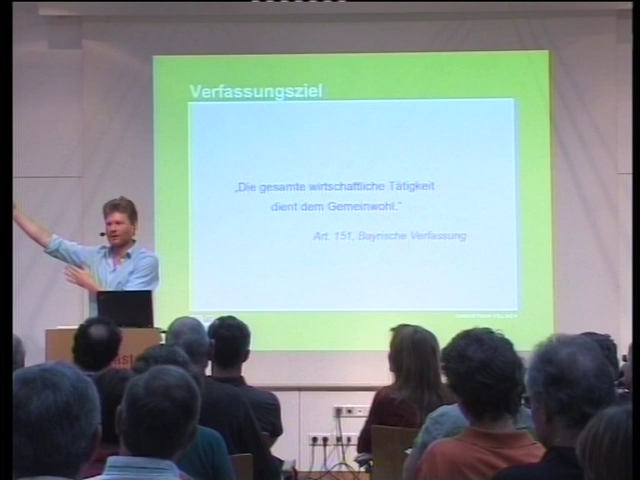 Verfassungsziel
„Die gesamte wirtschaftliche Tätigkeit
dient dem Gemeinwohl.“
Art. 151, Bayrische Verfassung